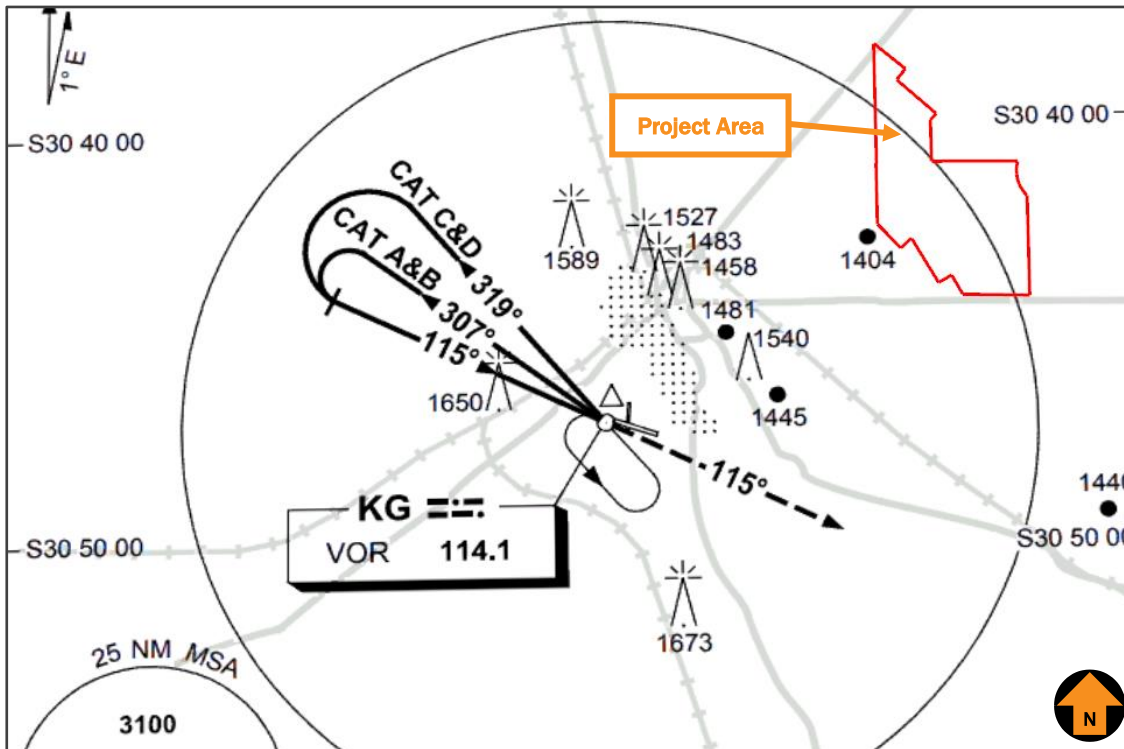 1° E
S30 40 00
S30 40 00
Project Area
CAT C&D
CAT A&B
319°
307°
115°
1589
1527
1483
1458
1404
1481
1540
1650
1445
115°
KG
VOR 114.1
1440
S30 50 00
S30 50 00
1673
25 NM MSA
3100
N